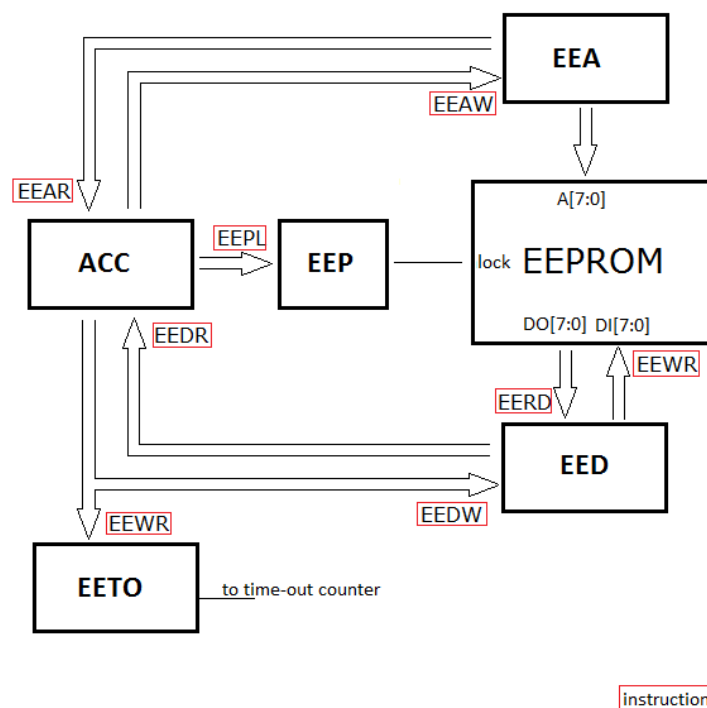 EEA
EEAW
EEAR
A[7:0]
EEPL
ACC
EEP
lock
EEPROM
DO[7:0]
DI[7:0]
EEDR
EEWR
EERD
EED
EEDW
EEWR
EETO
to time-out counter
instruction